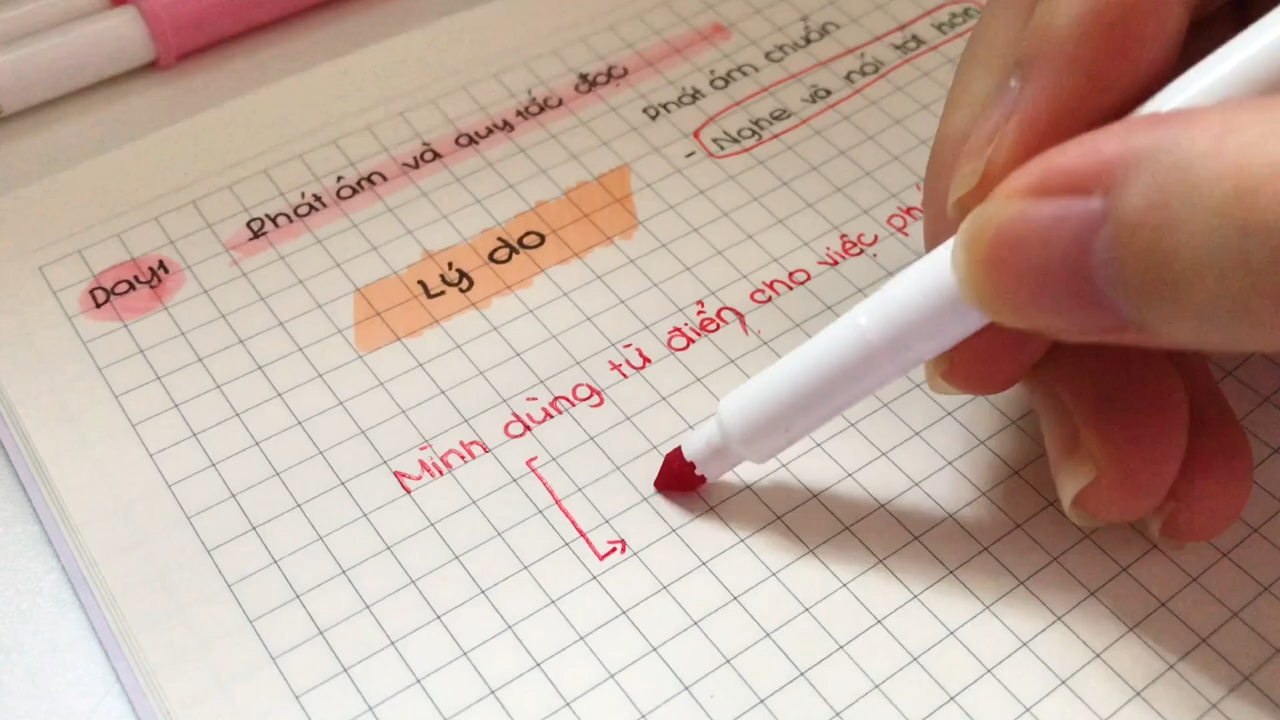 Day1
Phát âm và quy tắc đọc
Lý do
Phát âm chuẩn
- Nghe và nói tốt hơn
Mình dùng từ điển cho việc